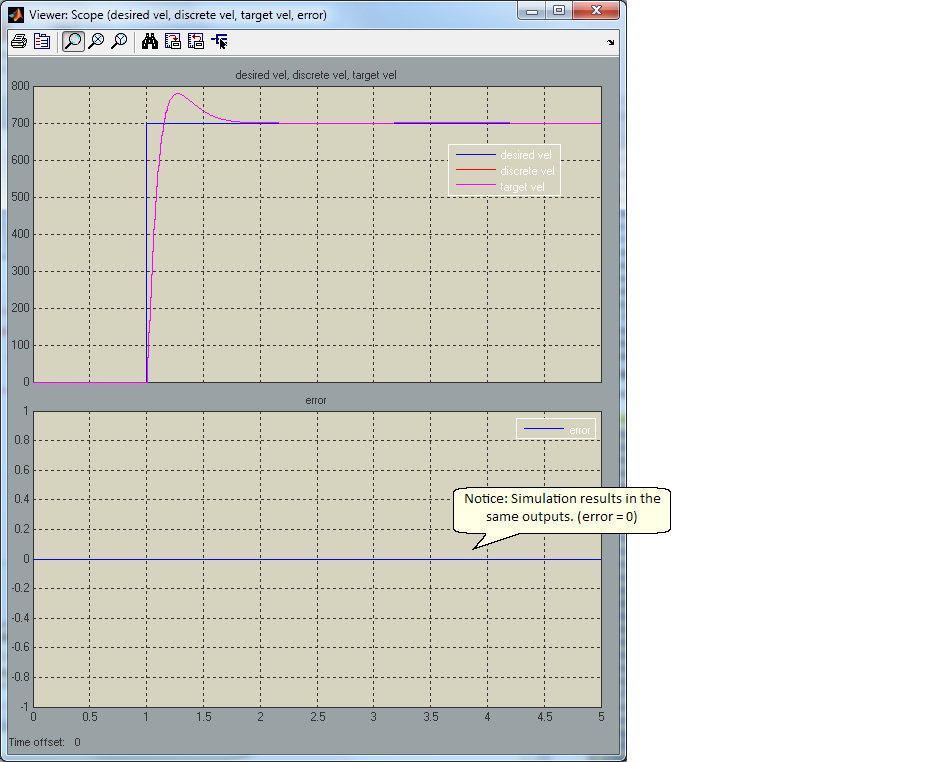 Viewer: Scope (desired vel, discrete vel, target vel, error)
desired vel, discrete vel, target vel
800
700
600
500
400
300
200
100
0
desired vel
discrete vel
target vel
error
1
0.8
0.6
0.4
0.2
0
-0.2
-0.4
-0.6
-0.8
-1
error
Notice: Simulation results in the
same outputs. (error = 0)
0 0.5 1 1.5 2 2.5 3 3.5 4 4.5 5
Time offset: 0